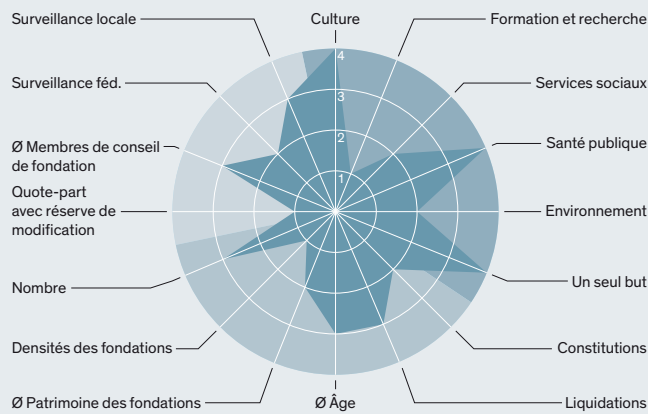 Surveillance locale
Culture
Formation et recherche
Surveillance féd.
Services sociaux
Ø Membres de conseil
de fondation
Santé publique
Quote-part
avec réserve de
modification
Environnement
Nombre
Un seul but
Densités des fondations
Constitutions
Ø Patrimoine des fondations
Ø Âge
Liquidations
4
3
2
1